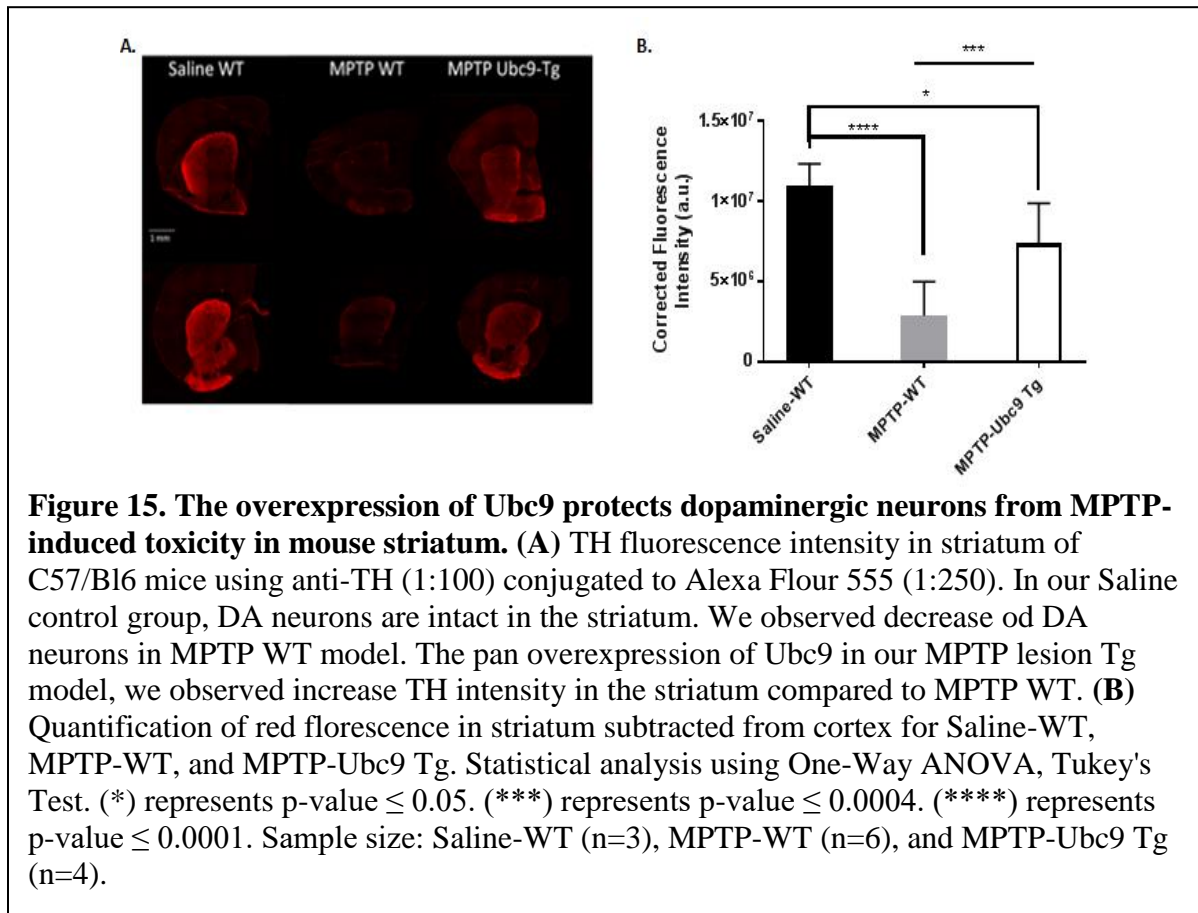 A.
Saline WT MPTP WT MPTP Ubc9-Tg
1 mm
B.
***
*
****
Corrected Fluorescence
Intensity (a.u.)
1.5×10⁷
1×10⁷
5×10⁶
0
Saline-WT
MPTP-WT
MPTP-Ubc9 Tg
Figure 15. The overexpression of Ubc9 protects dopaminergic neurons from MPTP-
induced toxicity in mouse striatum. (A) TH fluorescence intensity in striatum of
C57/Bl6 mice using anti-TH (1:100) conjugated to Alexa Flour 555 (1:250). In our Saline
control group, DA neurons are intact in the striatum. We observed decrease od DA
neurons in MPTP WT model. The pan overexpression of Ubc9 in our MPTP lesion Tg
model, we observed increase TH intensity in the striatum compared to MPTP WT. (B)
Quantification of red florescence in striatum subtracted from cortex for Saline-WT,
MPTP-WT, and MPTP-Ubc9 Tg. Statistical analysis using One-Way ANOVA, Tukey's
Test. (*) represents p-value ≤ 0.05. (***) represents p-value ≤ 0.0004. (****) represents
p-value ≤ 0.0001. Sample size: Saline-WT (n=3), MPTP-WT (n=6), and MPTP-Ubc9 Tg
(n=4).